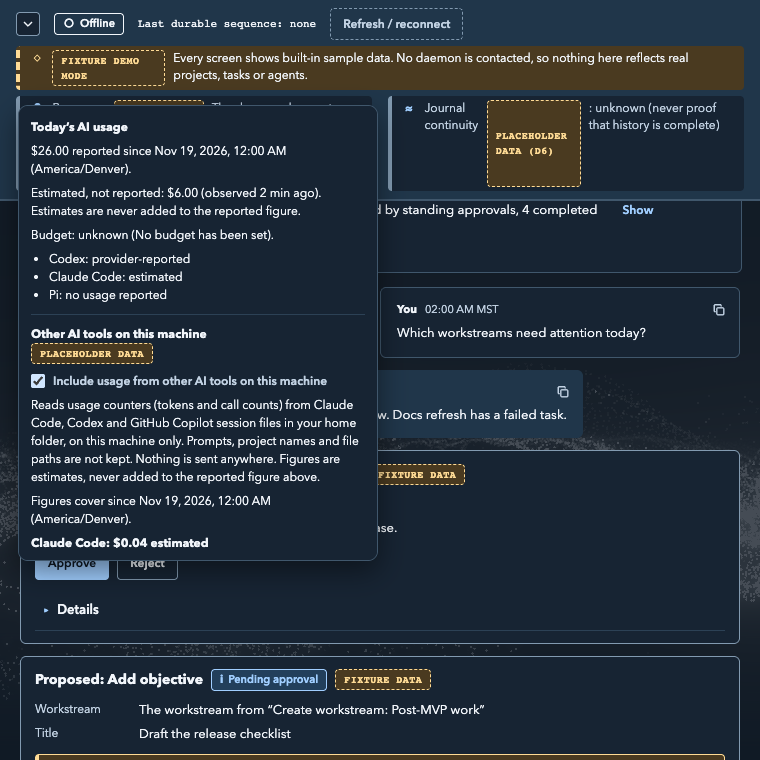 Offline
Last durable sequence: none
Refresh / reconnect
FIXTURE DEMO MODE
Every screen shows built-in sample data. No daemon is contacted, so nothing here reflects real
projects, tasks or agents.
Journal
continuity
PLACEHOLDER
DATA (D6)
: unknown (never proof
that history is complete)
Today's AI usage
$26.00 reported since Nov 19, 2026, 12:00 AM
(America/Denver).
Estimated, not reported: $6.00 (observed 2 min ago).
Estimates are never added to the reported figure.
Budget: unknown (No budget has been set).
• Codex: provider-reported
• Claude Code: estimated
• Pi: no usage reported
Other AI tools on this machine
PLACEHOLDER DATA
Include usage from other AI tools on this machine
Reads usage counters (tokens and call counts) from Claude
Code, Codex and GitHub Copilot session files in your home
folder, on this machine only. Prompts, project names and file
paths are not kept. Nothing is sent anywhere. Figures are
estimates, never added to the reported figure above.
Figures cover since Nov 19, 2026, 12:00 AM
(America/Denver).
Claude Code: $0.04 estimated
d by standing approvals, 4 completed
Show
You 02:00 AM MST
Which workstreams need attention today?
w. Docs refresh has a failed task.
FIXTURE DATA
se.
Approve
Reject
Details
Proposed: Add objective
i Pending approval
FIXTURE DATA
Workstream The workstream from “Create workstream: Post-MVP work”
Title Draft the release checklist